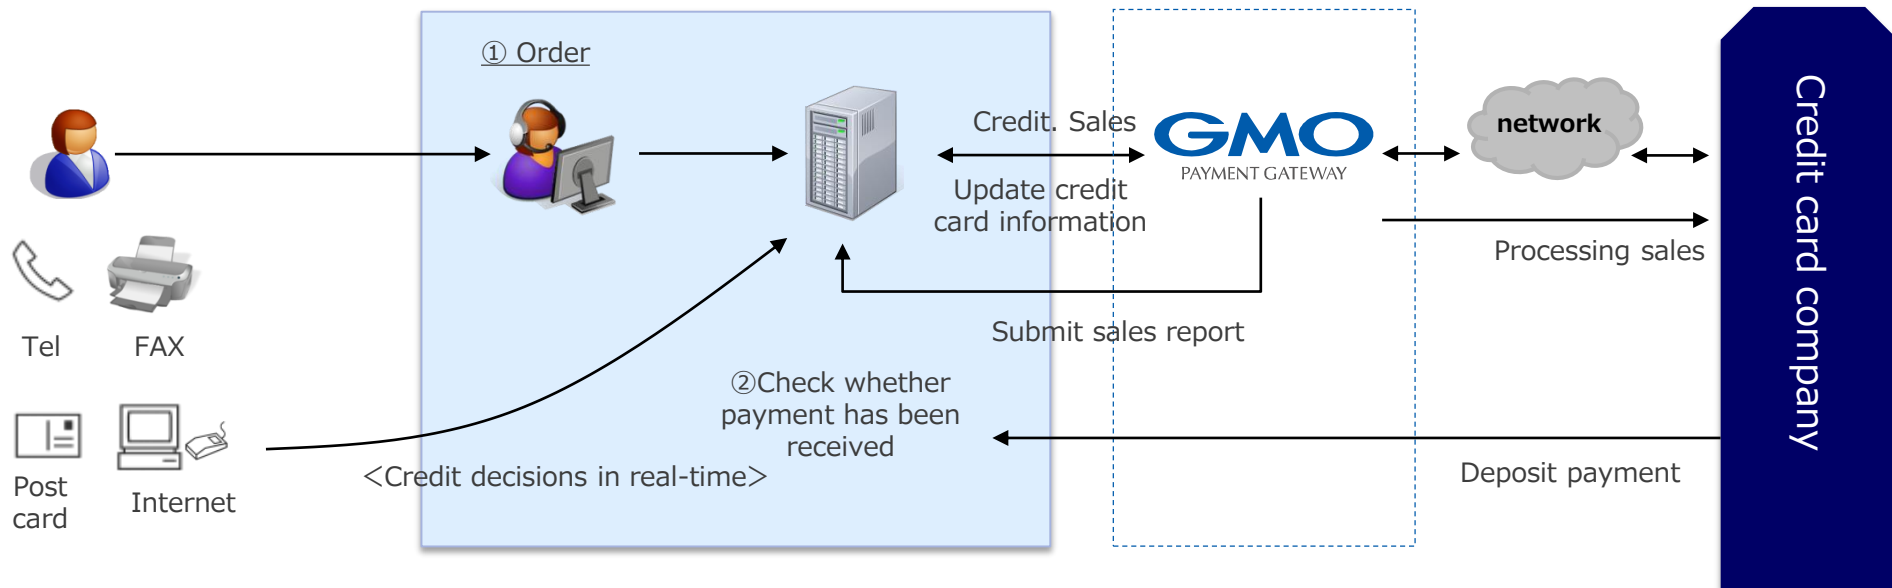 ① Order
Credit. Sales
GMO
PAYMENT GATEWAY
network
Update credit
card information
Processing sales
Credit card company
Tel
FAX
Submit sales report
②Check whether
payment has been
received
Deposit payment
<Credit decisions in real-time>
Post
card
Internet